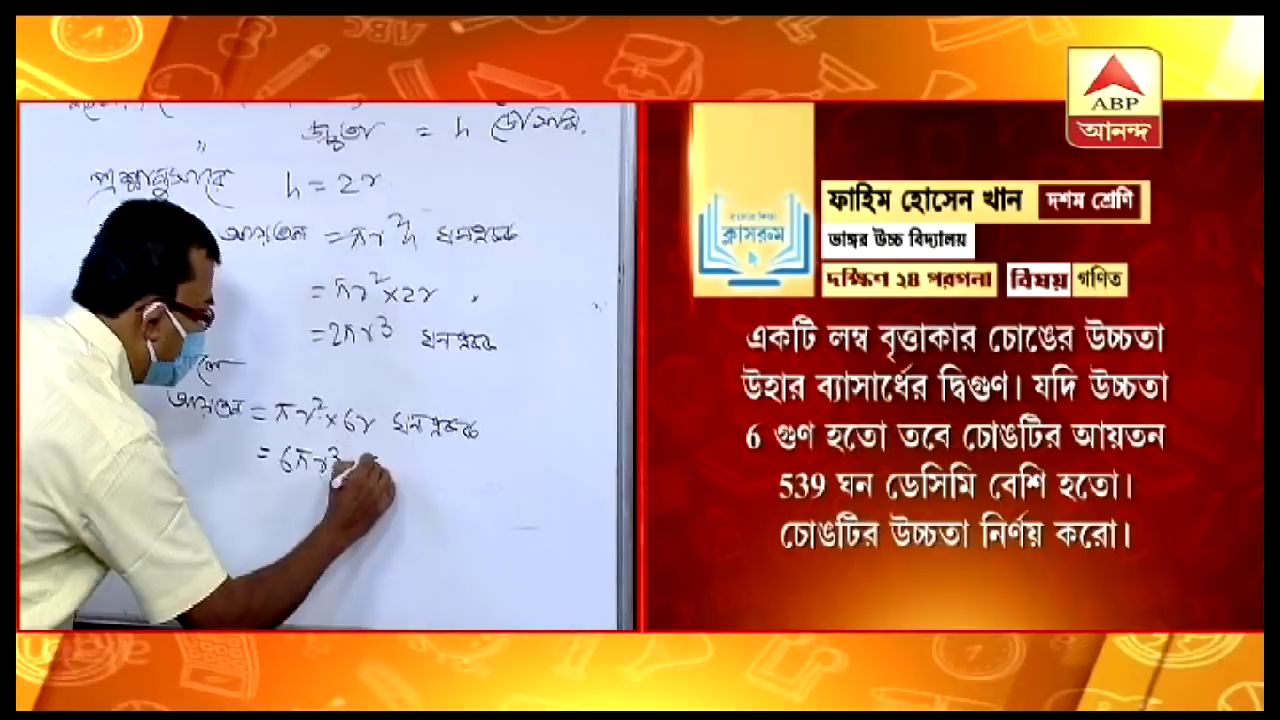 ABP
আনন্দ
ফাহিম হোসেন খান দশম শ্রেণি
ভাঙ্গর উচ্চ বিদ্যালয়
ক্লাসরুম
দক্ষিণ ২৪ পরগনা বিষয় গণিত
একটি লম্ব বৃত্তাকার চোঙের উচ্চতা
উহার ব্যাসার্ধের দ্বিগুণ। যদি উচ্চতা
6 গুণ হতো তবে চোঙটির আয়তন
539 ঘন ডেসিমি বেশি হতো।
চোঙটির উচ্চতা নির্ণয় করো।
উচ্চতা = h ডেসিমি.
প্রশ্নানুসারে h = 2r
আয়তন = πr²h ঘনএকক
= πr² × 2r
= 2πr³ ঘনএকক
আয়তন = πr² × 6r ঘনএকক
= 6πr³